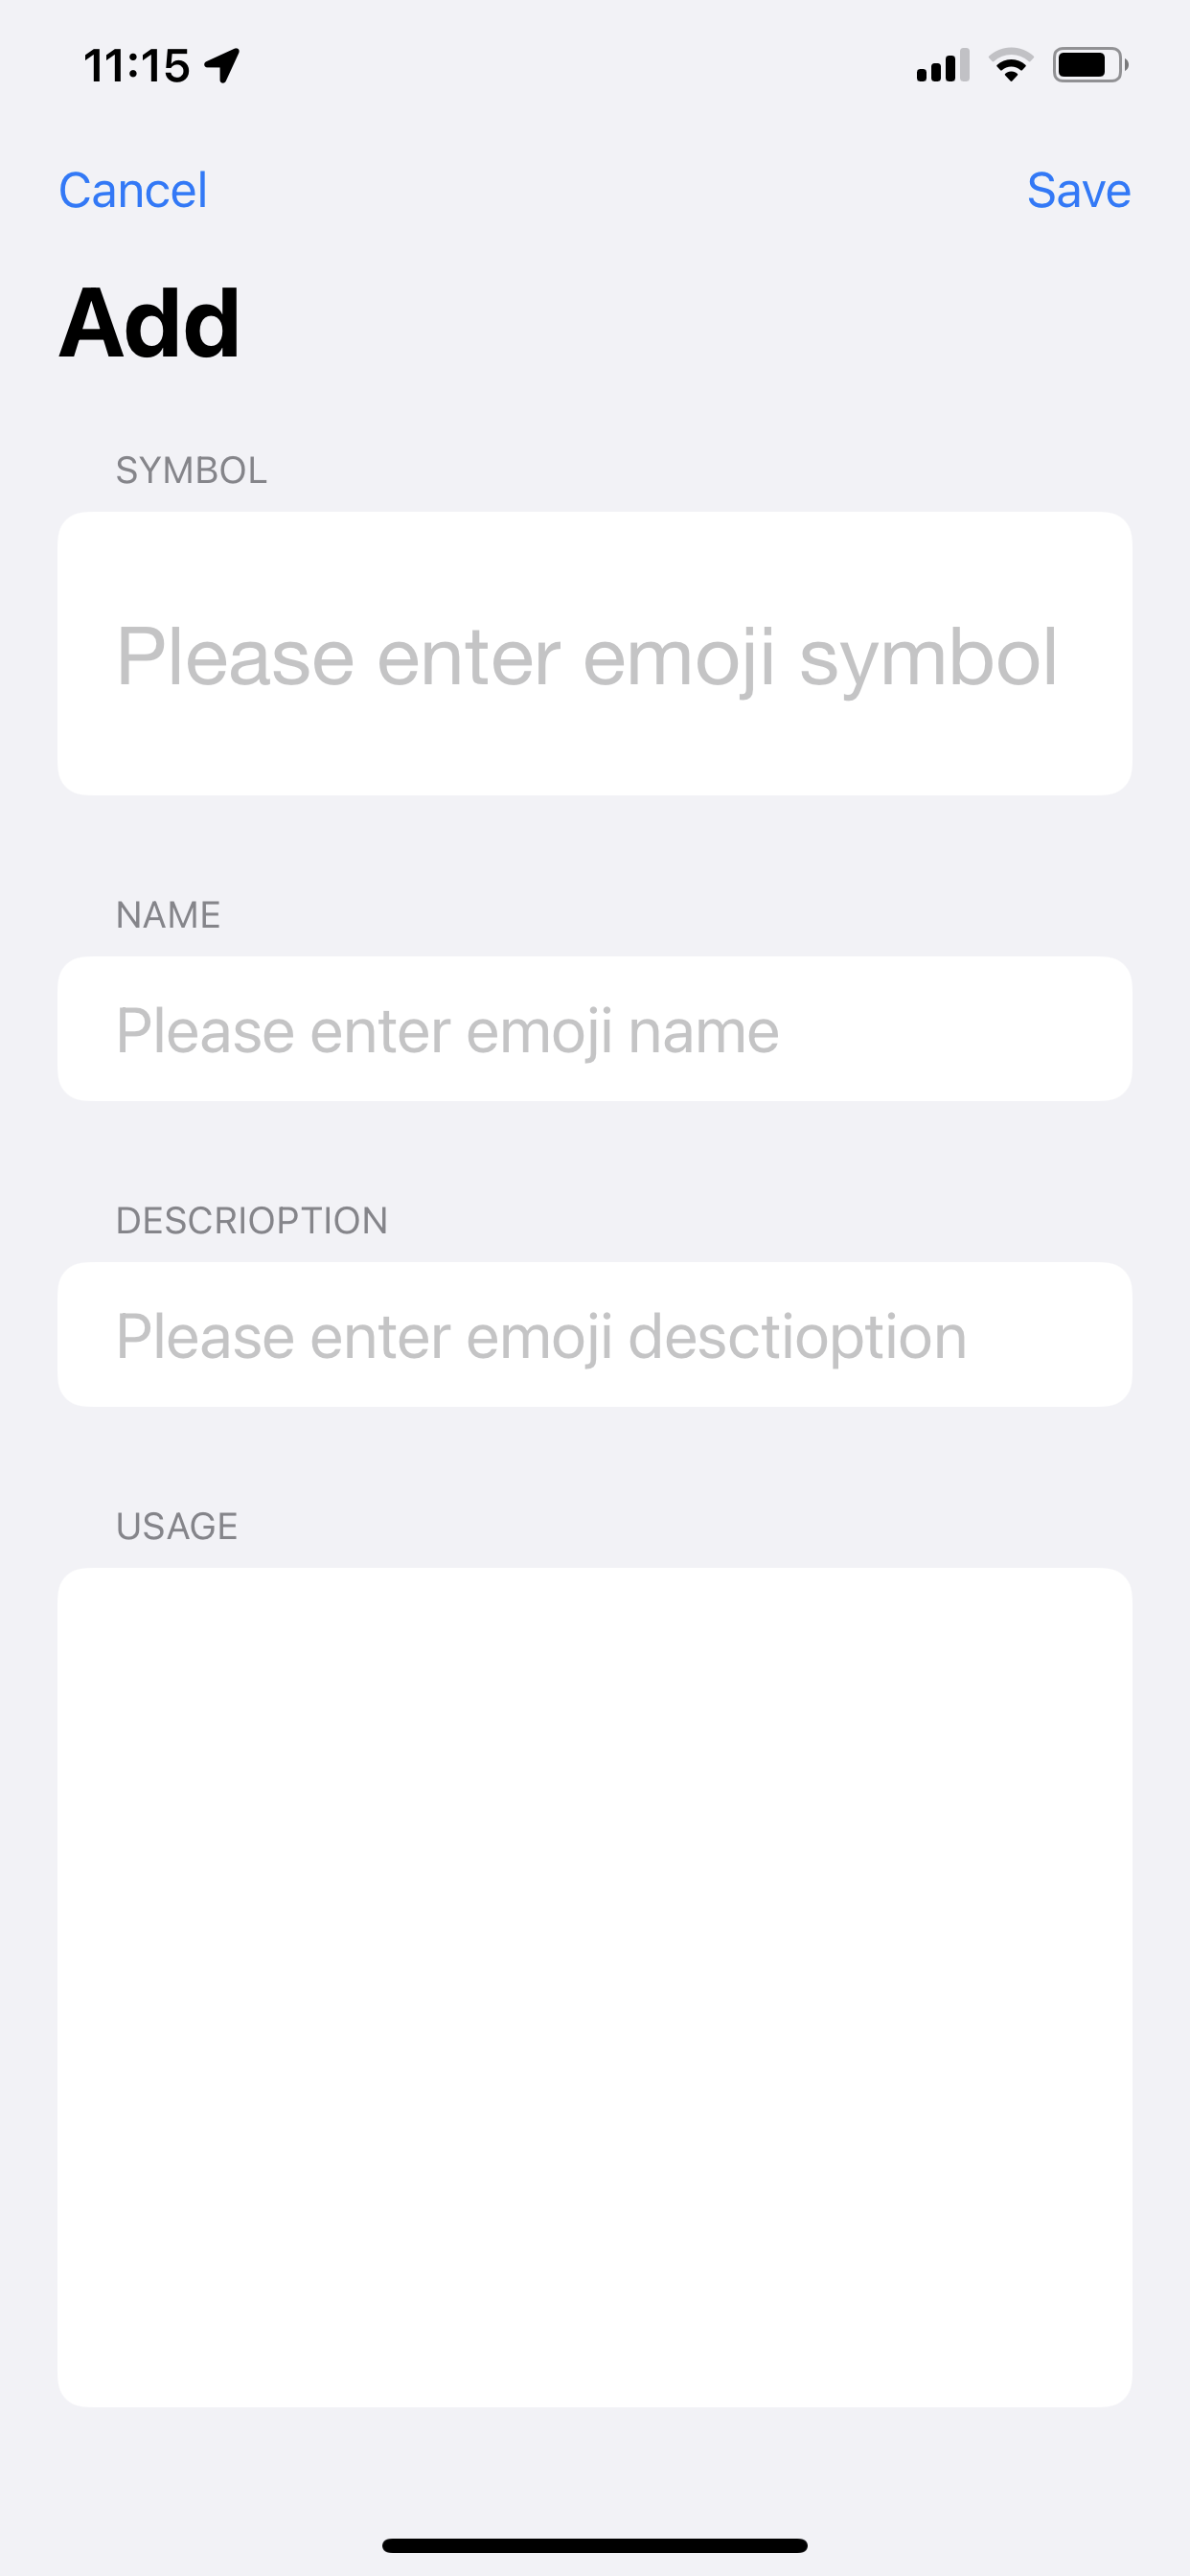 11:15
Cancel Save
Add
SYMBOL
Please enter emoji symbol
NAME
Please enter emoji name
DESCRIOPTION
Please enter emoji desctioption
USAGE